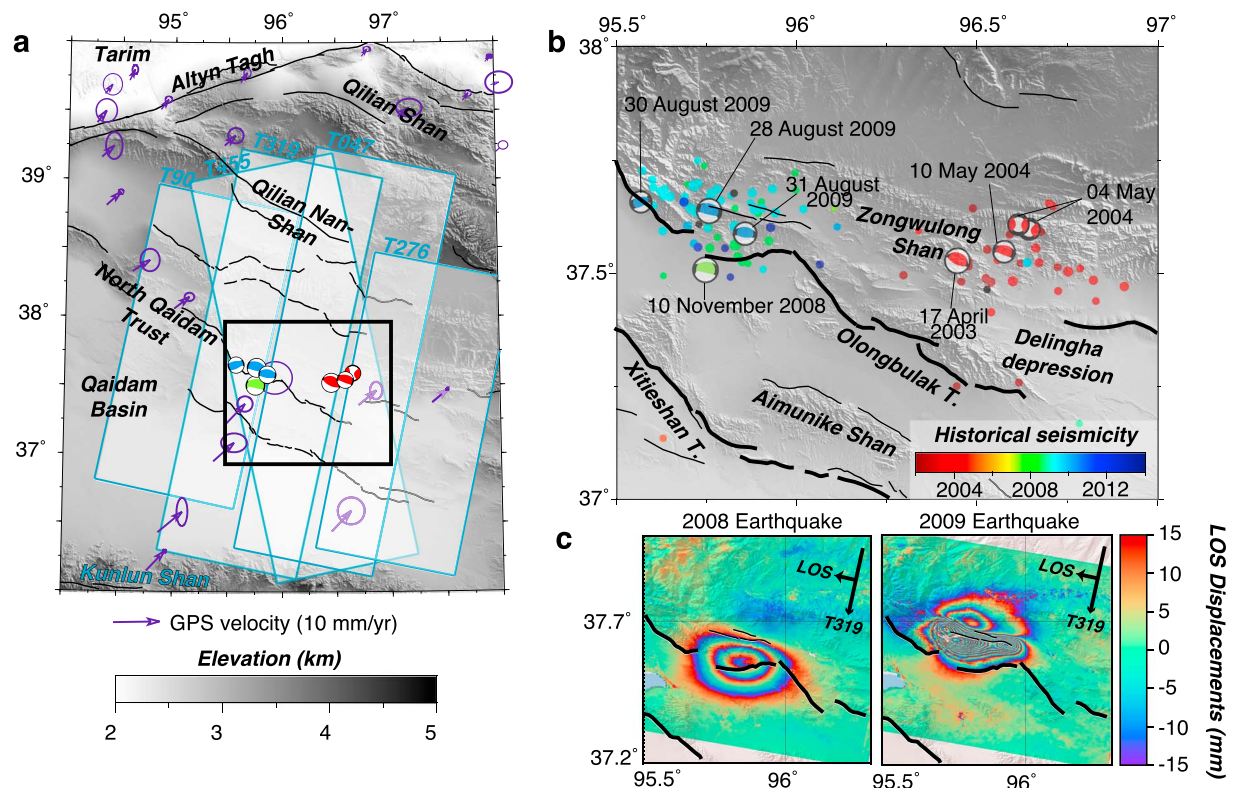 a
95°
96°
97°
39°
38°
37°
Tarim
Altyn Tagh
Qilian Shan
T90
T455
T319
T047
T276
Qilian Nan-
Shan
North Qaidam
Trust
Qaidam
Basin
Kunlun Shan
GPS velocity (10 mm/yr)
Elevation (km)
2
3
4
5
b
95.5
96
96.5
97
38°
37.5°
37°
30 August 2009
28 August 2009
31 August
2009
10 May 2004
04 May
2004
Zongwulong
Shan
10 November 2008
17 April
2003
Olongbulak T.
Delingha
depression
Xitieshan T.
Aimunike Shan
Historical seismicity
2004
2008
2012
c
2008 Earthquake
2009 Earthquake
LOS
T319
LOS
T319
37.7°
37.2°
95.5°
96°
95.5°
96°
15
10
5
0
-5
-10
-15
LOS Displacements (mm)